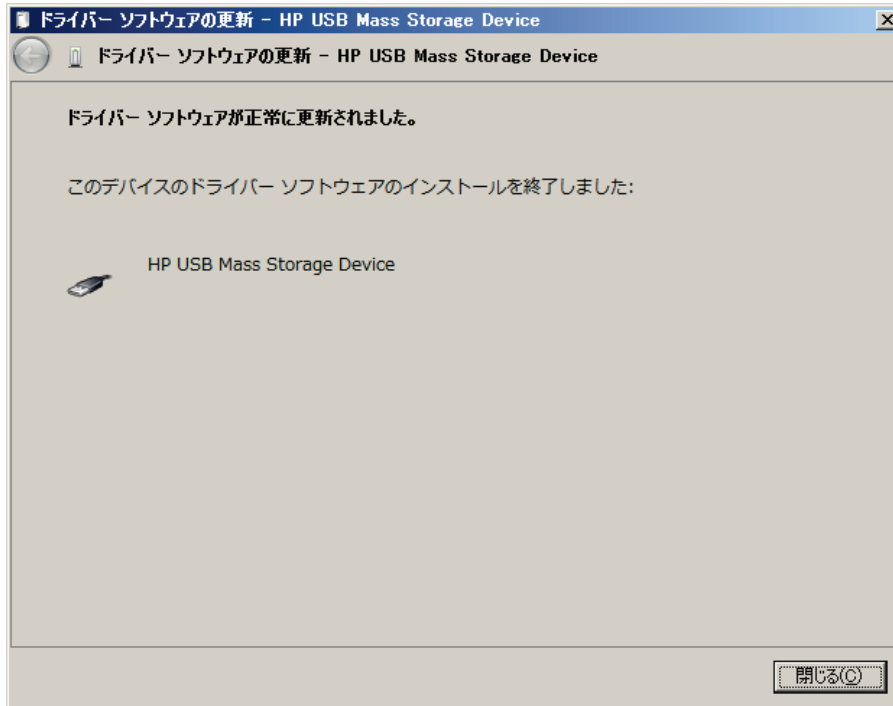 ドライバー ソフトウェアの更新 - HP USB Mass Storage Device
ドライバー ソフトウェアの更新 - HP USB Mass Storage Device
ドライバー ソフトウェアが正常に更新されました。
このデバイスのドライバー ソフトウェアのインストールを終了しました:
HP USB Mass Storage Device
閉じる(C)